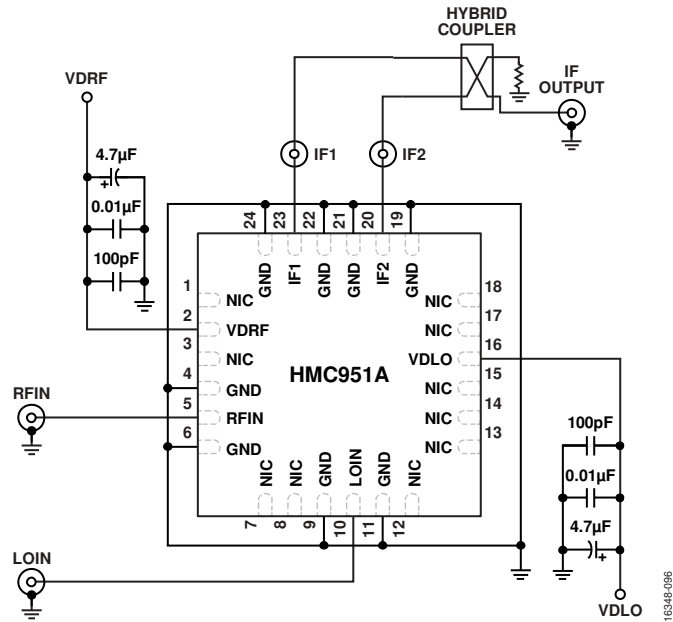 HYBRID
COUPLER
VDRF
IF
OUTPUT
4.7µF
+
0.01µF
100pF
IF1
IF2
24
23
22
21
20
19
GND
IF1
GND
GND
IF2
GND
1
NIC
2
VDRF
3
NIC
4
GND
5
RFIN
6
GND
18
NIC
17
NIC
16
VDLO
15
NIC
14
NIC
13
NIC
HMC951A
NIC
NIC
GND
LOIN
GND
NIC
7
8
9
10
11
12
RFIN
LOIN
100pF
0.01µF
4.7µF
+
VDLO
16348-096